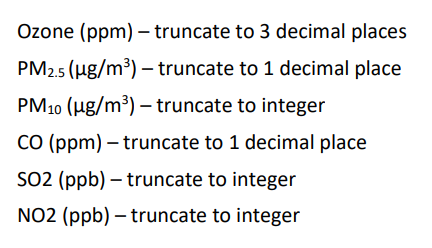 Ozone (ppm) – truncate to 3 decimal places
PM2.5 (µg/m³) – truncate to 1 decimal place
PM10 (µg/m³) – truncate to integer
CO (ppm) – truncate to 1 decimal place
SO2 (ppb) – truncate to integer
NO2 (ppb) – truncate to integer